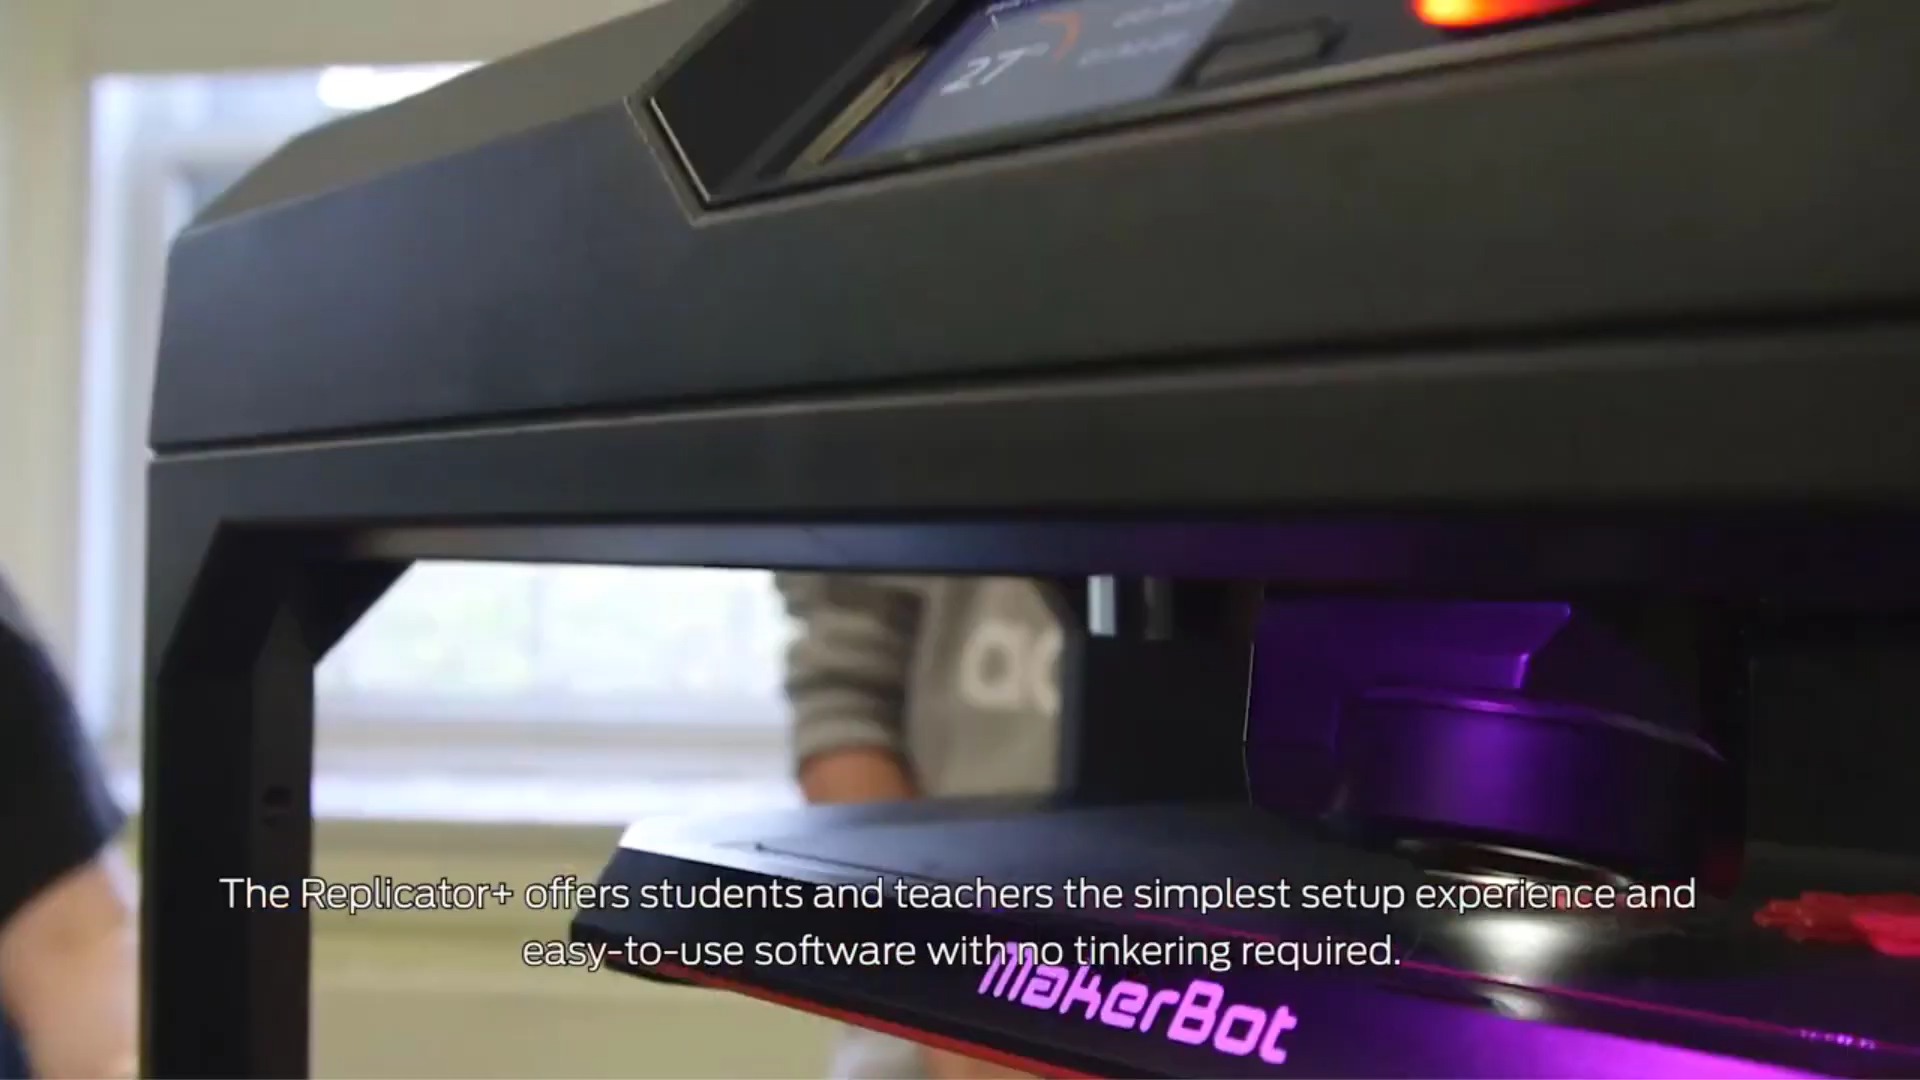 27
The Replicator+ offers students and teachers the simplest setup experience and
easy-to-use software with no tinkering required.
MakerBot